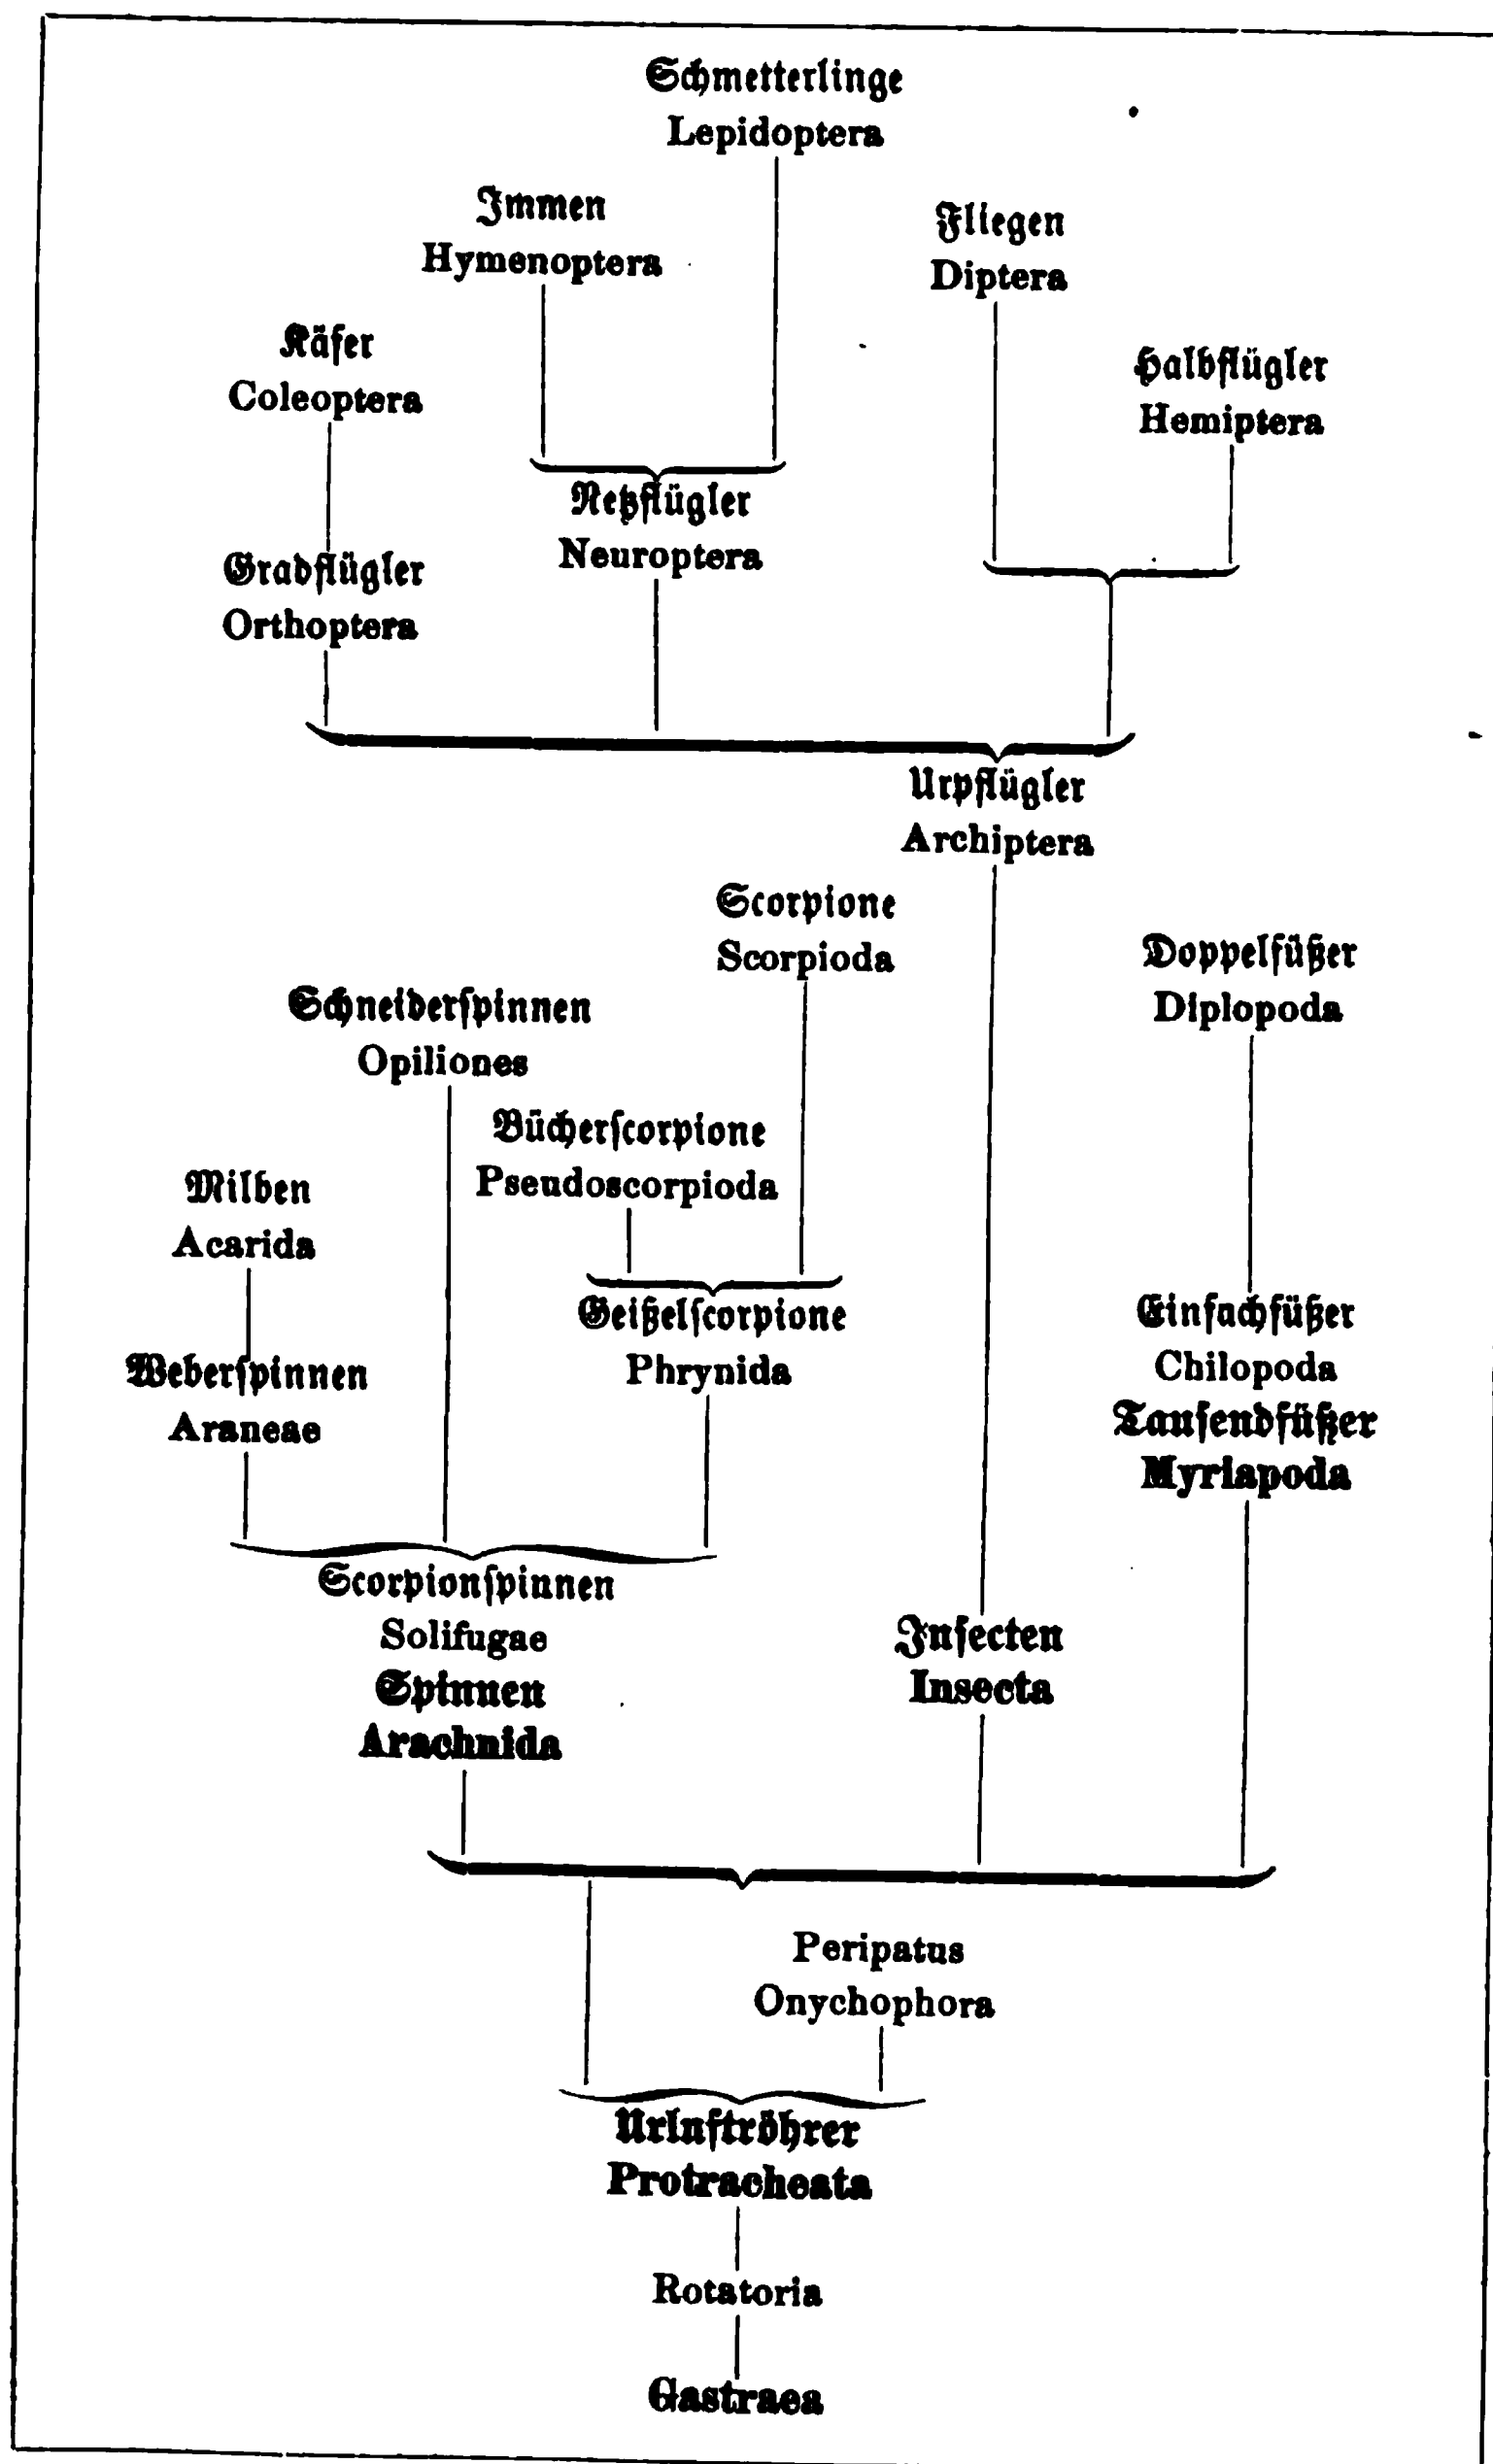 Schmetterlinge
Lepidoptera
Immen
Hymenoptera
Fliegen
Diptera
Käfer
Coleoptera
Halbflügler
Hemiptera
Netzflügler
Neuroptera
Gradflügler
Orthoptera
Urpflügler
Archiptera
Scorpione
Scorpioda
Doppelfüßer
Diplopoda
Schneiderspinnen
Opiliones
Bücherscorpione
Pseudoscorpioda
Milben
Acarida
Geißelscorpione
Phrynida
Einfachfüßer
Chilopoda
Weberspinnen
Araneae
Tausendfüßer
Myriapoda
Scorpionspinnen
Solifugae
Spinnen
Arachnida
Insecten
Insecta
Peripatus
Onychophora
Urluftröhrer
Protracheata
Rotatoria
Gastraea